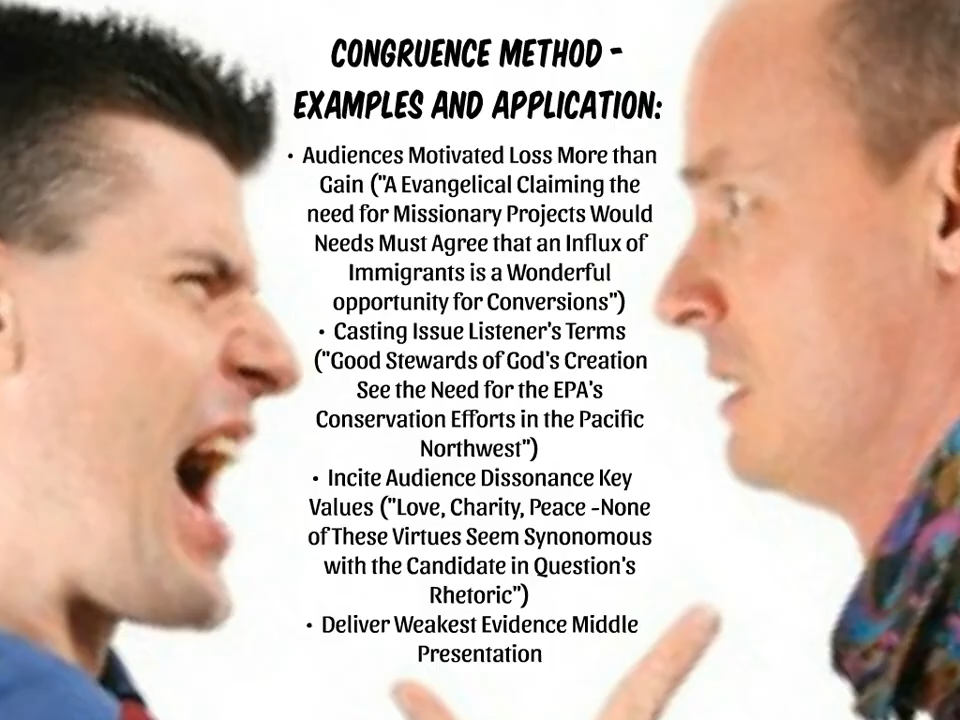 CONGRUENCE METHOD -
EXAMPLES AND APPLICATION:
• Audiences Motivated Loss More than
Gain ("A Evangelical Claiming the
need for Missionary Projects Would
Needs Must Agree that an Influx of
Immigrants is a Wonderful
opportunity for Conversions")
• Casting Issue Listener's Terms
("Good Stewards of God's Creation
See the Need for the EPA's
Conservation Efforts in the Pacific
Northwest")
• Incite Audience Dissonance Key
Values ("Love, Charity, Peace -None
of These Virtues Seem Synonomous
with the Candidate in Question's
Rhetoric")
• Deliver Weakest Evidence Middle
Presentation